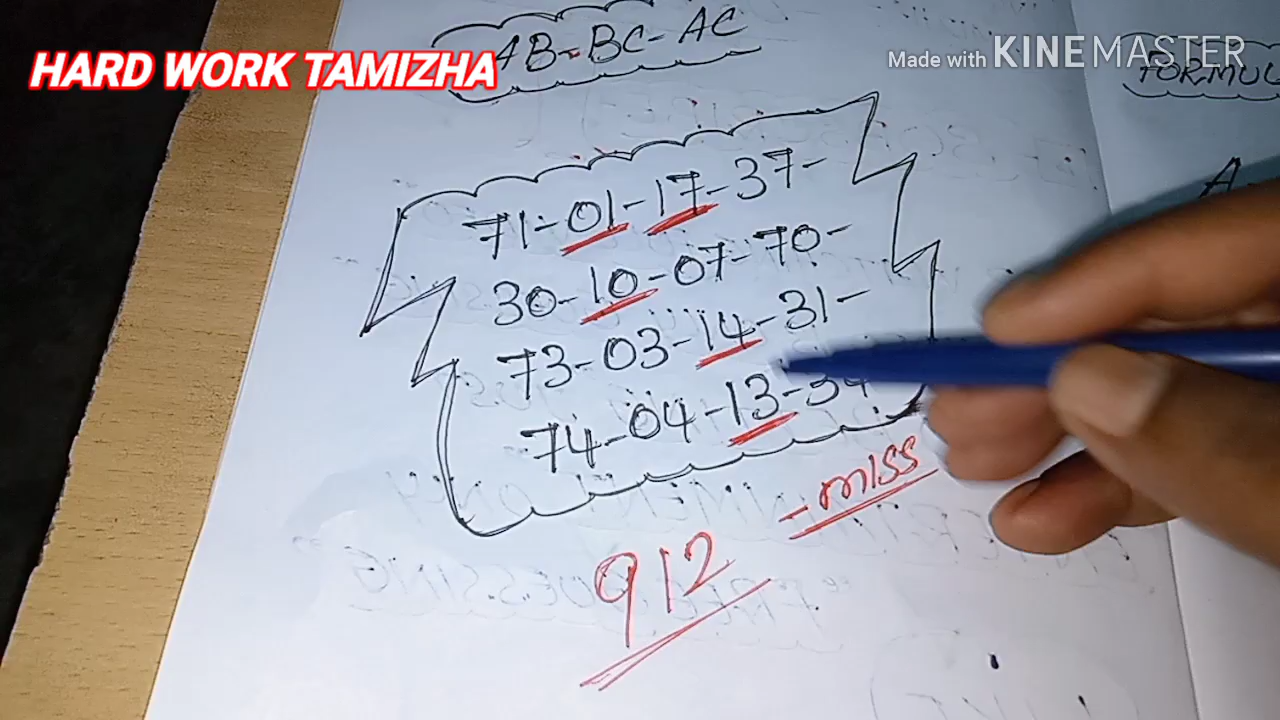 AB-BC-AC
HARD WORK TAMIZHA
Made with KINEMASTER
71-01-17-37-
30-10-07-70-
73-03-14-31-
74-04-13-34
=miss
912